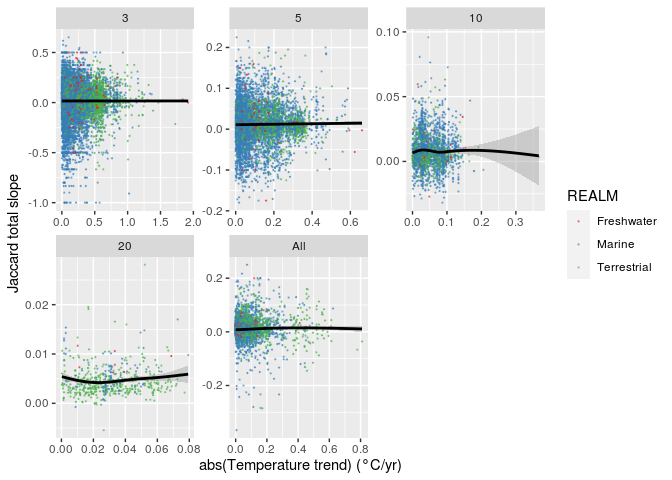 3
5
10
0.5
0.0
-0.5
-1.0
0.0 0.5 1.0 1.5 2.0
0.2
0.1
0.0
-0.1
-0.2
0.0 0.2 0.4 0.6
0.10
0.05
0.00
0.0 0.1 0.2 0.3
20
All
0.02
0.01
0.00
0.00 0.02 0.04 0.06 0.08
0.2
0.0
-0.2
0.0 0.2 0.4 0.6 0.8
Jaccard total slope
abs(Temperature trend) (°C/yr)
REALM
Freshwater
Marine
Terrestrial